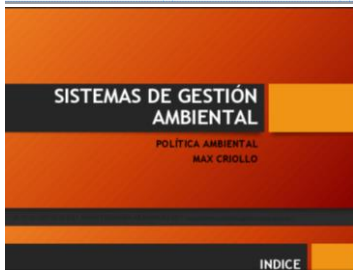 SISTEMAS DE GESTIÓN
AMBIENTAL
POLÍTICA AMBIENTAL
MAX CRIOLLO
INDICE